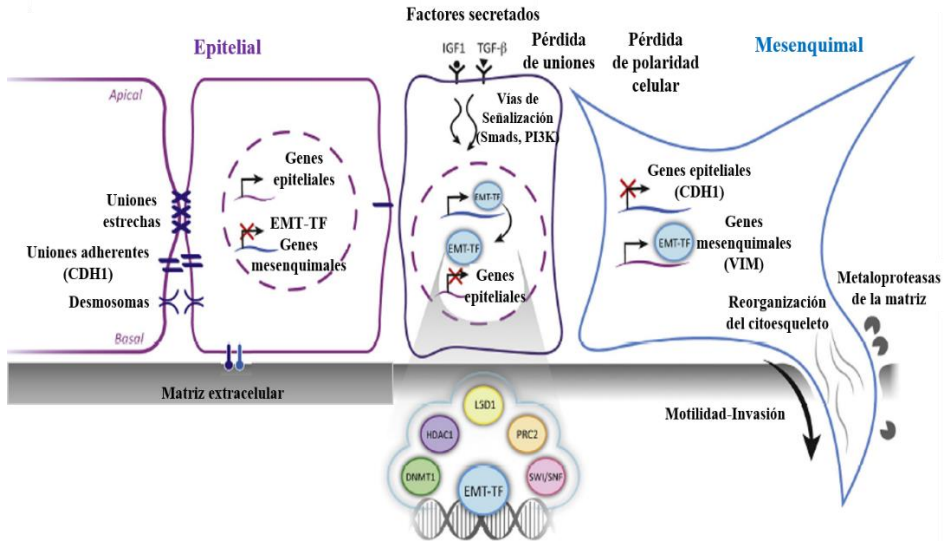 Factores secretados
Epitelial
IGF1 TGF-β
Pérdida
de uniones
Pérdida
de polaridad
celular
Mesenquimal
Apical
Vías de
Señalización
(Smads, PI3K)
Genes
epiteliales
EMT-TF
Genes
mesenquimales
Uniones
estrechas
Uniones adherentes
(CDH1)
Desmosomas
Basal
EMT-TF
EMT-TF
Genes
epiteliales
Genes epiteliales
(CDH1)
EMT-TF
Genes
mesenquimales
(VIM)
Metaloproteasas
de la matriz
Reorganización
del citoesqueleto
Matriz extracelular
Motilidad-Invasión
LSD1
HDAC1
PRC2
DNMT1
SWI/SNF
EMT-TF